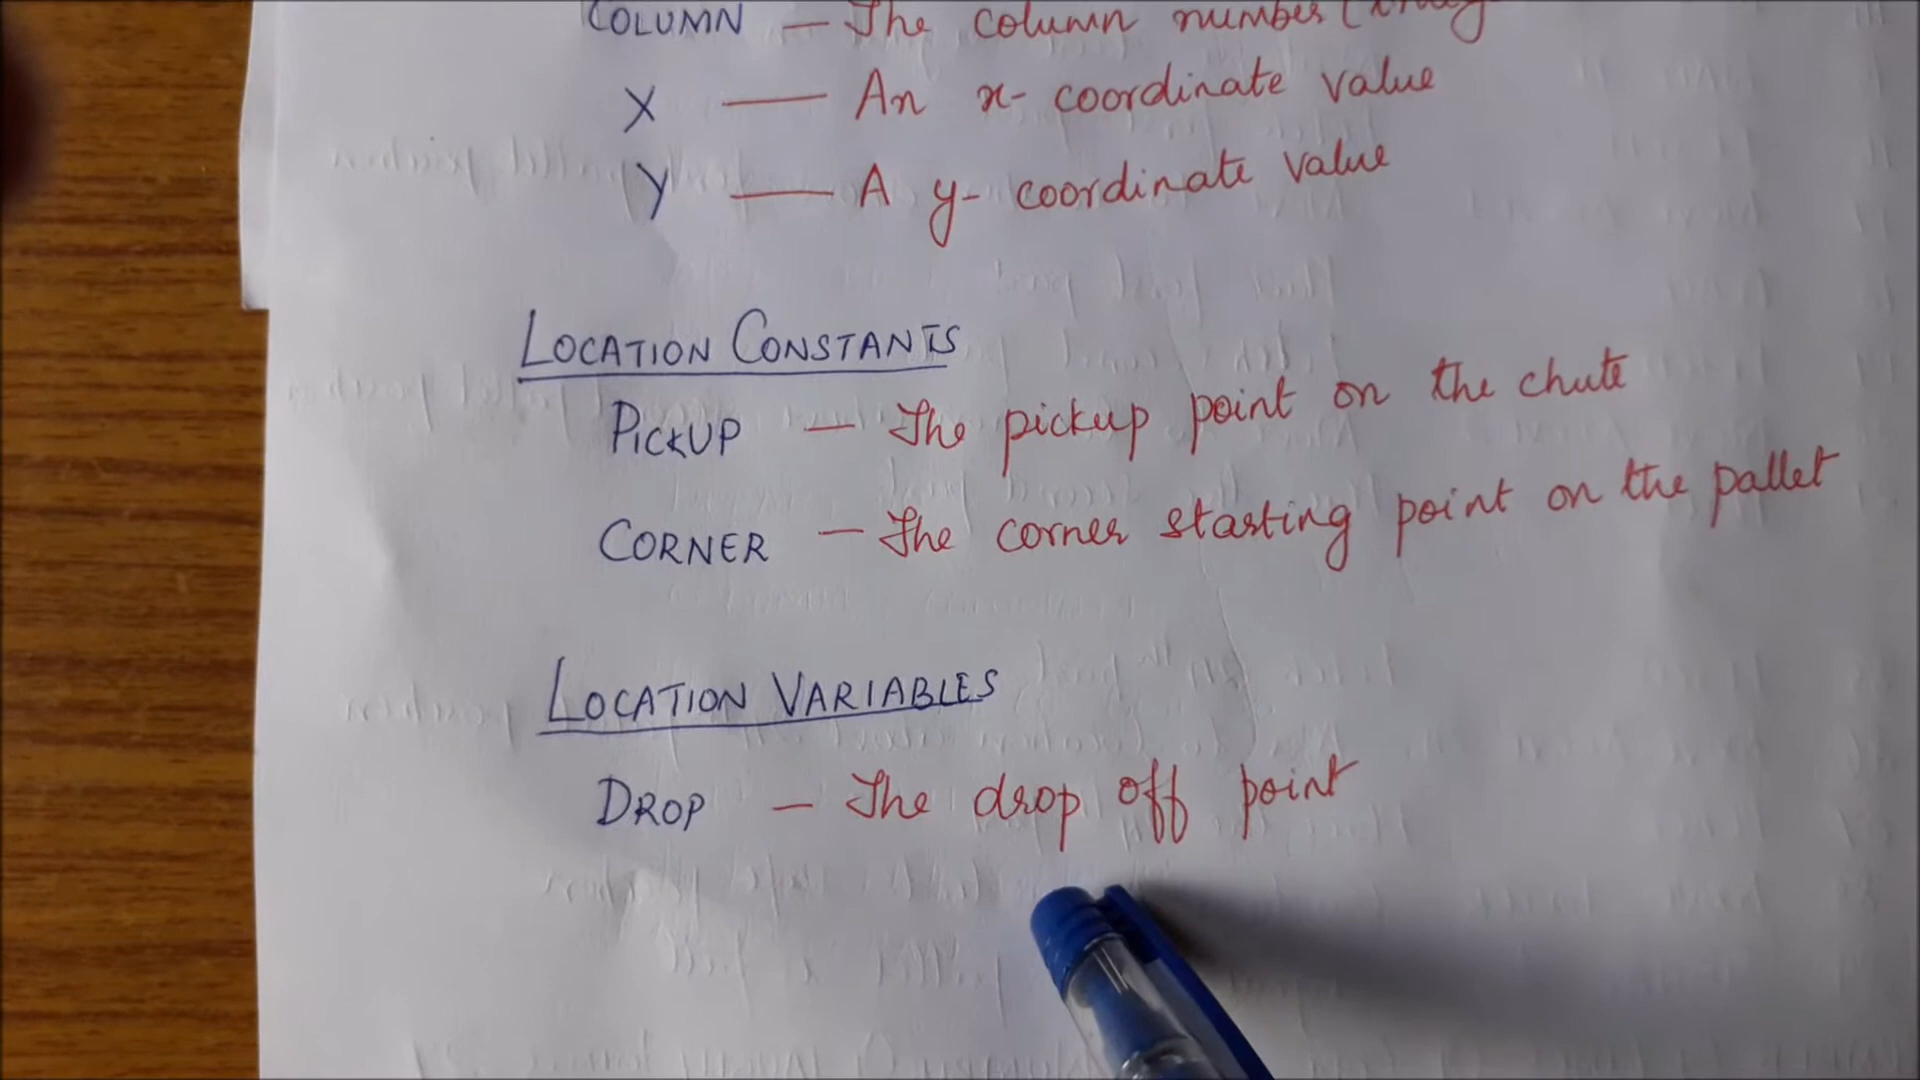 COLUMN — The column number
X — An x- coordinate value
Y — A y- coordinate value
LOCATION CONSTANTS
PICKUP — The pickup point on the chute
CORNER — The corner starting point on the pallet
LOCATION VARIABLES
DROP — The drop off point